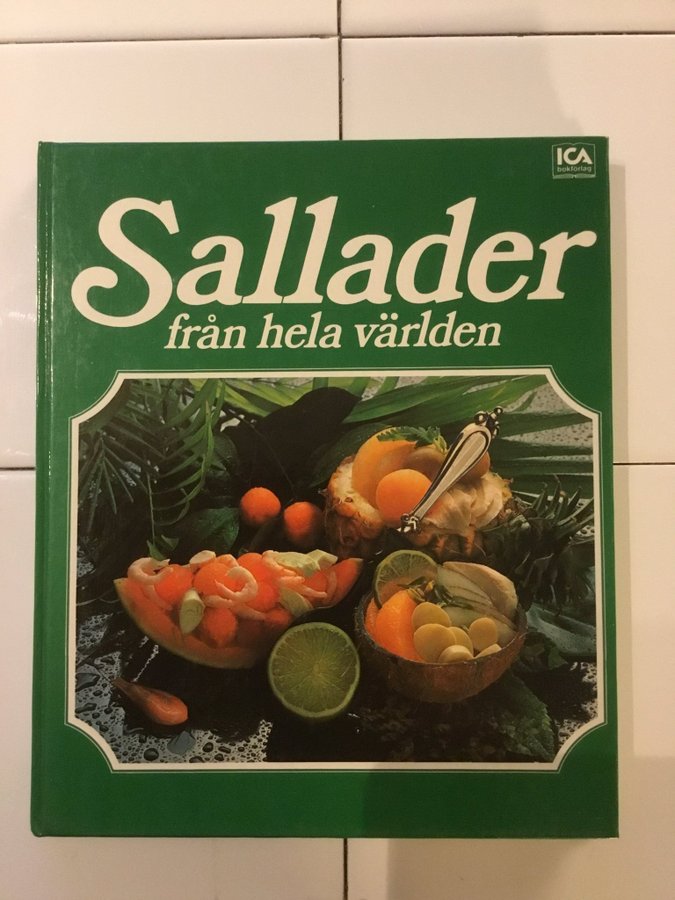 ICA
bokförlag
Sallader
från hela världen